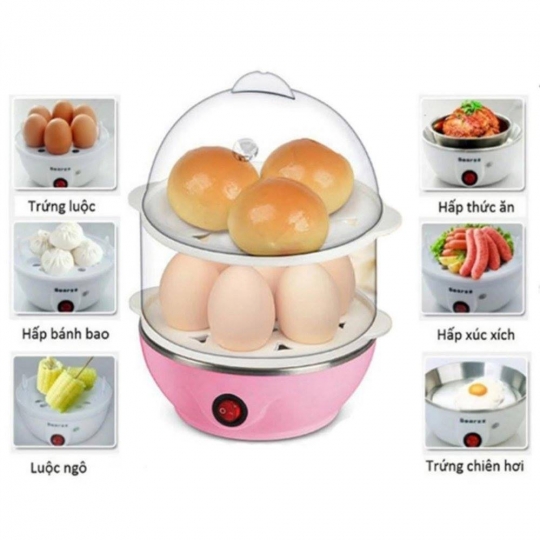 Trứng luộc
Hấp bánh bao
Luộc ngô
Hấp thức ăn
Hấp xúc xích
Trứng chiên hơi